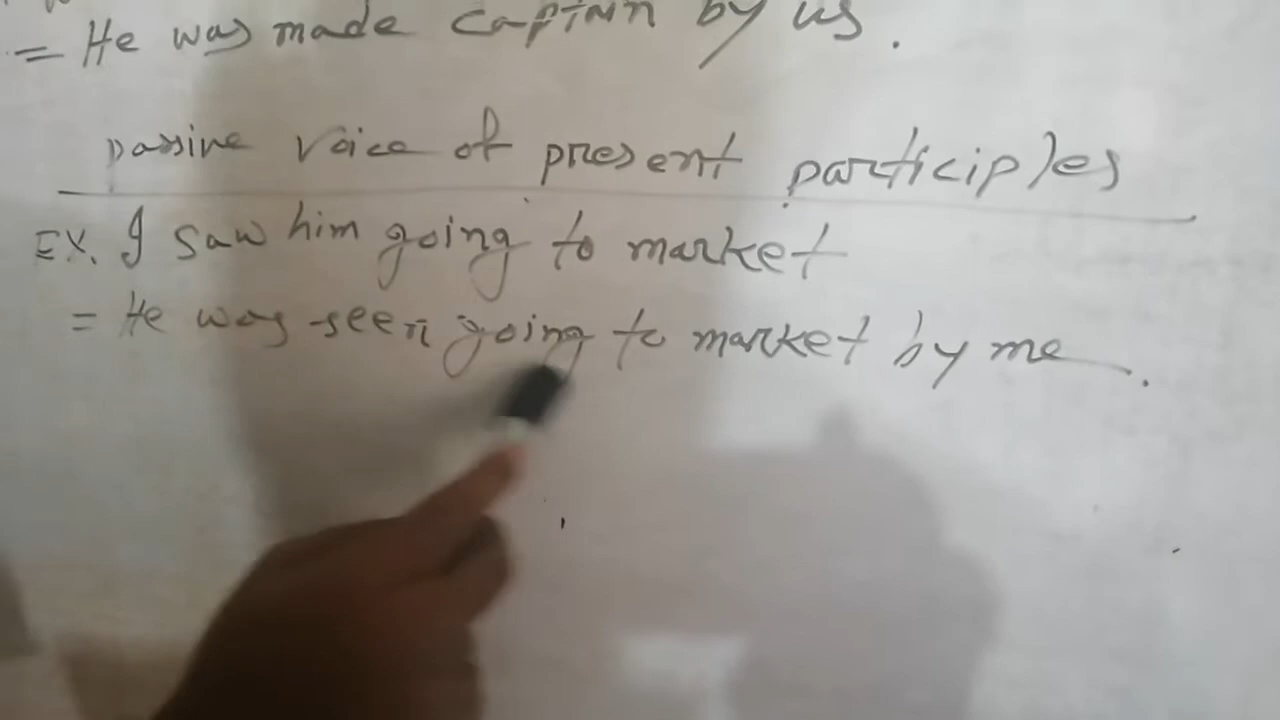 = He was made captain by us.
passive voice of present participles
EX. I saw him going to market
= He was seen going to market by me.